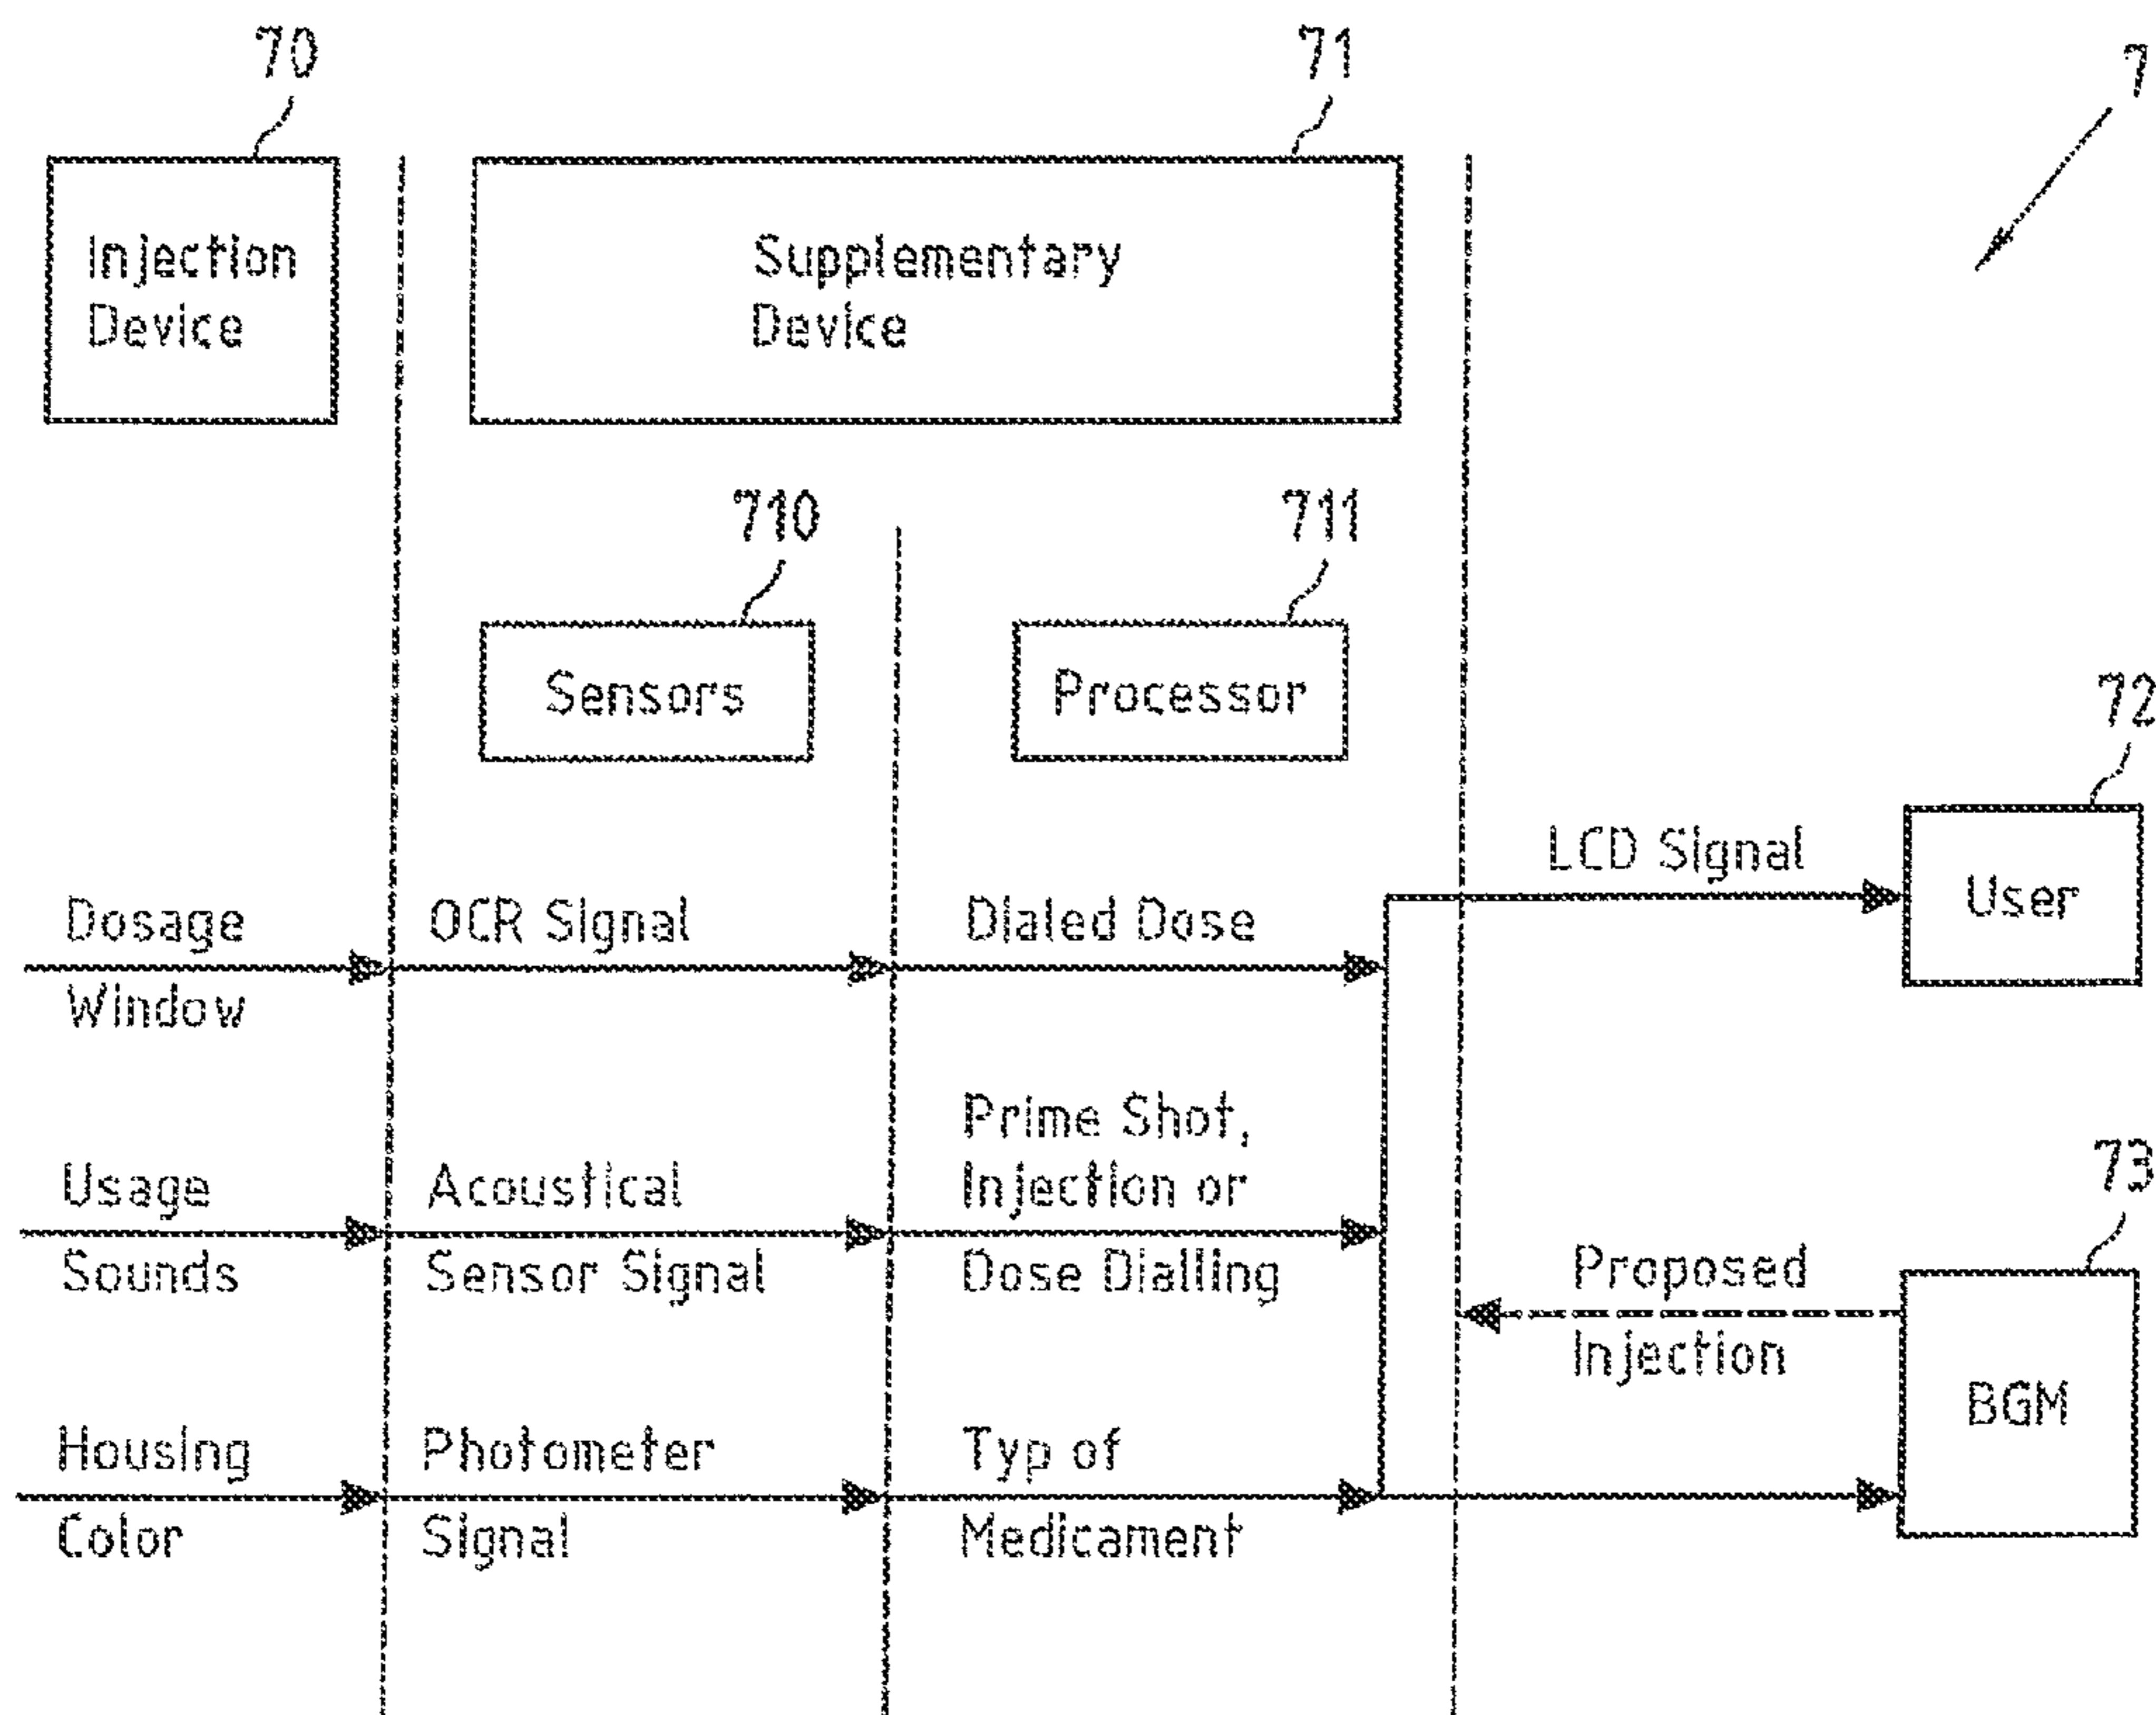 70
71
7
Injection
Device
Supplementary
Device
710
711
Sensors
Processor
72
LCD Signal
User
Dosage
Window
OCR Signal
Dialed Dose
Usage
Sounds
Acoustical
Sensor Signal
Prime Shot,
Injection or
Dose Dialling
73
Proposed
Injection
BGM
Housing
Color
Photometer
Signal
Typ of
Medicament